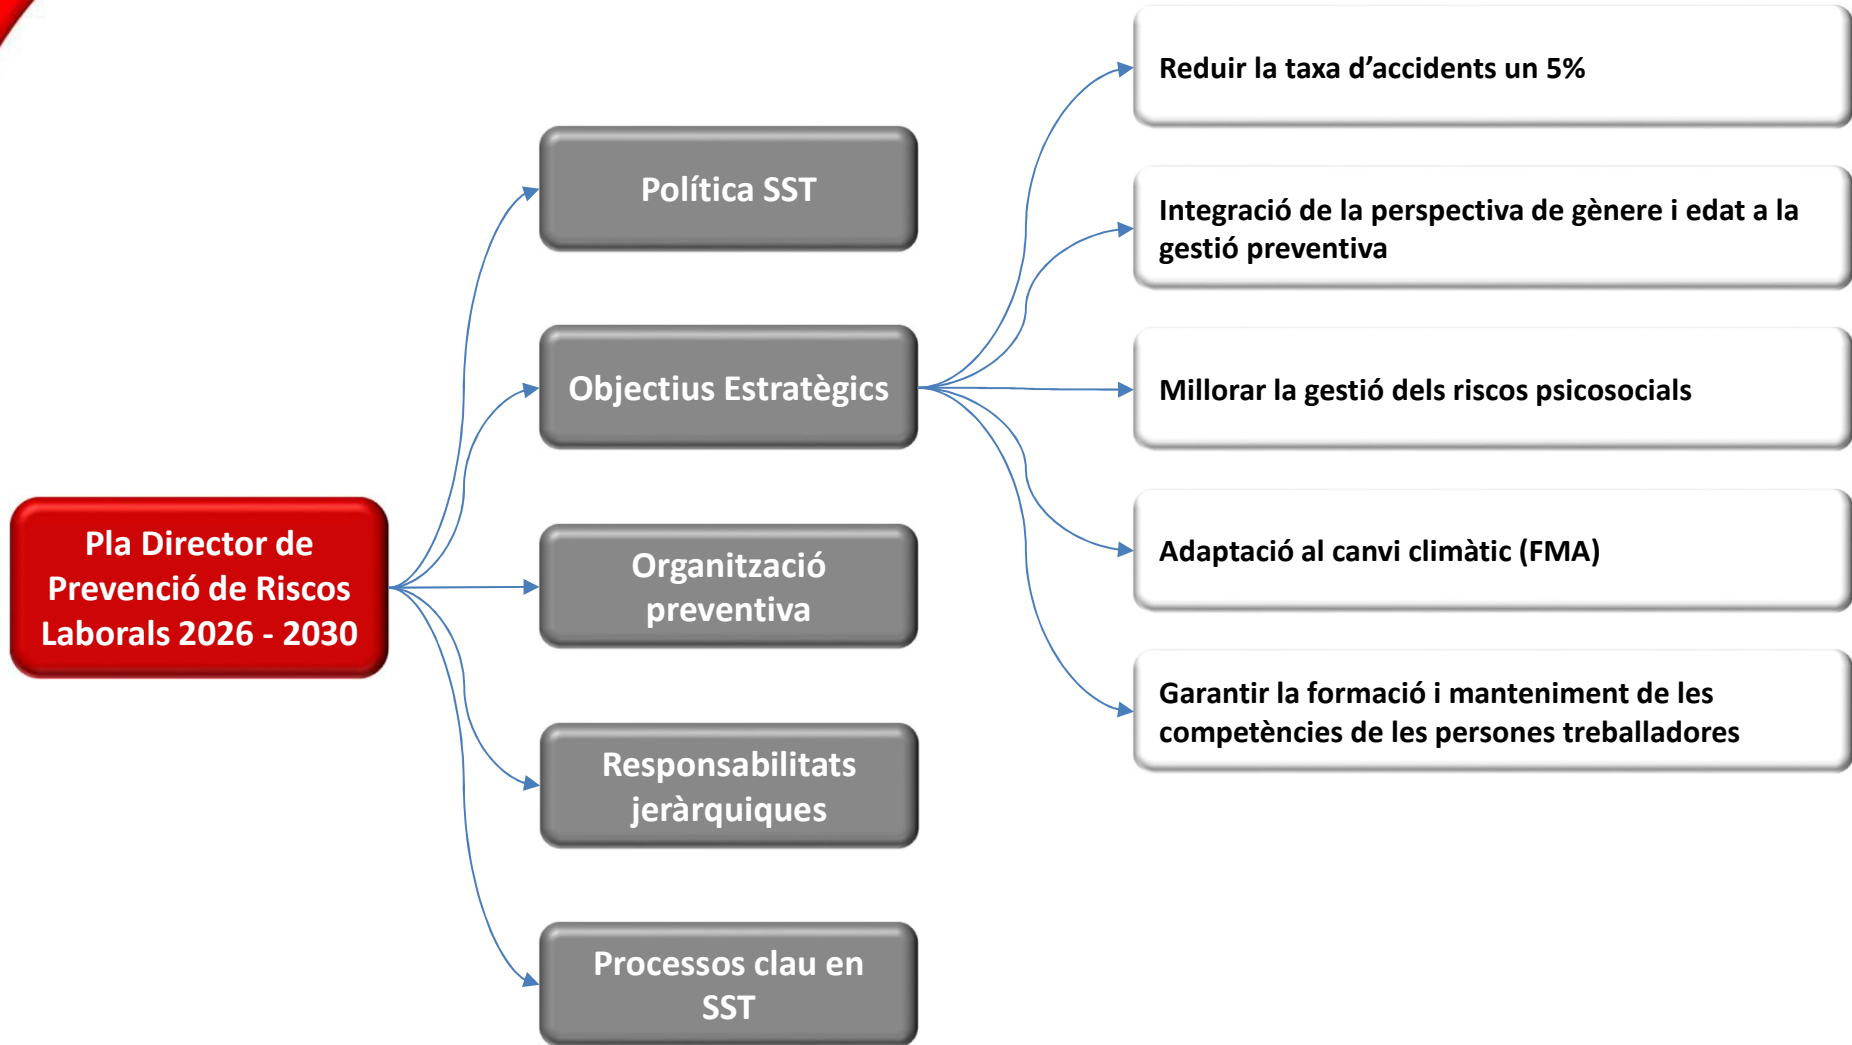 Pla Director de
Prevenció de Riscos
Laborals 2026 - 2030
Política SST
Objectius Estratègics
Organització
preventiva
Responsabilitats
jeràrquiques
Processos clau en
SST
Reduir la taxa d’accidents un 5%
Integració de la perspectiva de gènere i edat a la
gestió preventiva
Millorar la gestió dels riscos psicosocials
Adaptació al canvi climàtic (FMA)
Garantir la formació i manteniment de les
competències de les persones treballadores